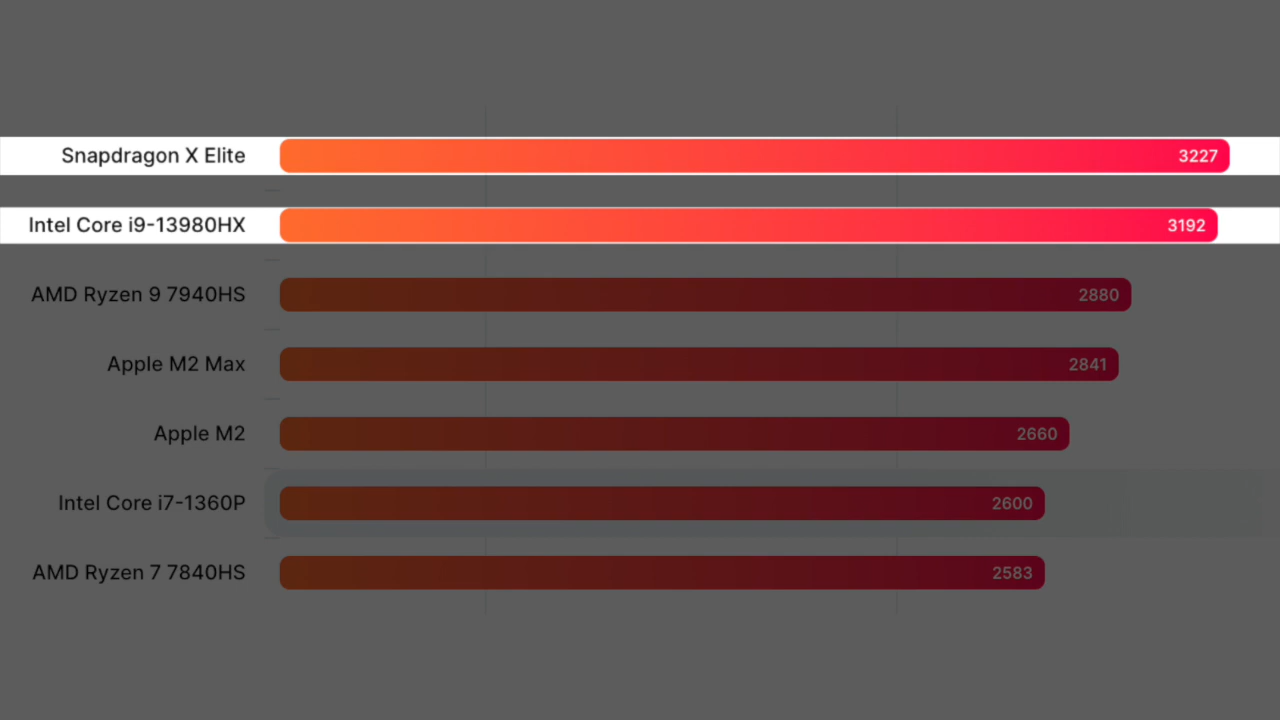 Snapdragon X Elite 3227
Intel Core i9-13980HX 3192
AMD Ryzen 9 7940HS 2880
Apple M2 Max 2841
Apple M2 2660
Intel Core i7-1360P 2600
AMD Ryzen 7 7840HS 2583